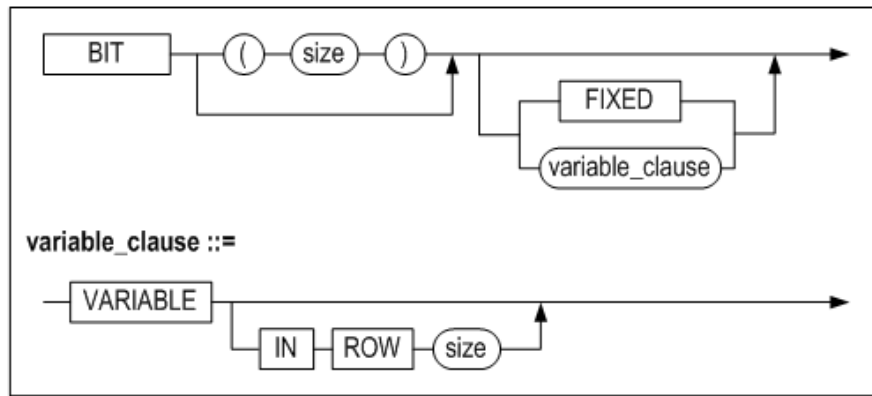 BIT ( size )
FIXED
variable_clause
variable_clause ::=
VARIABLE
IN ROW size